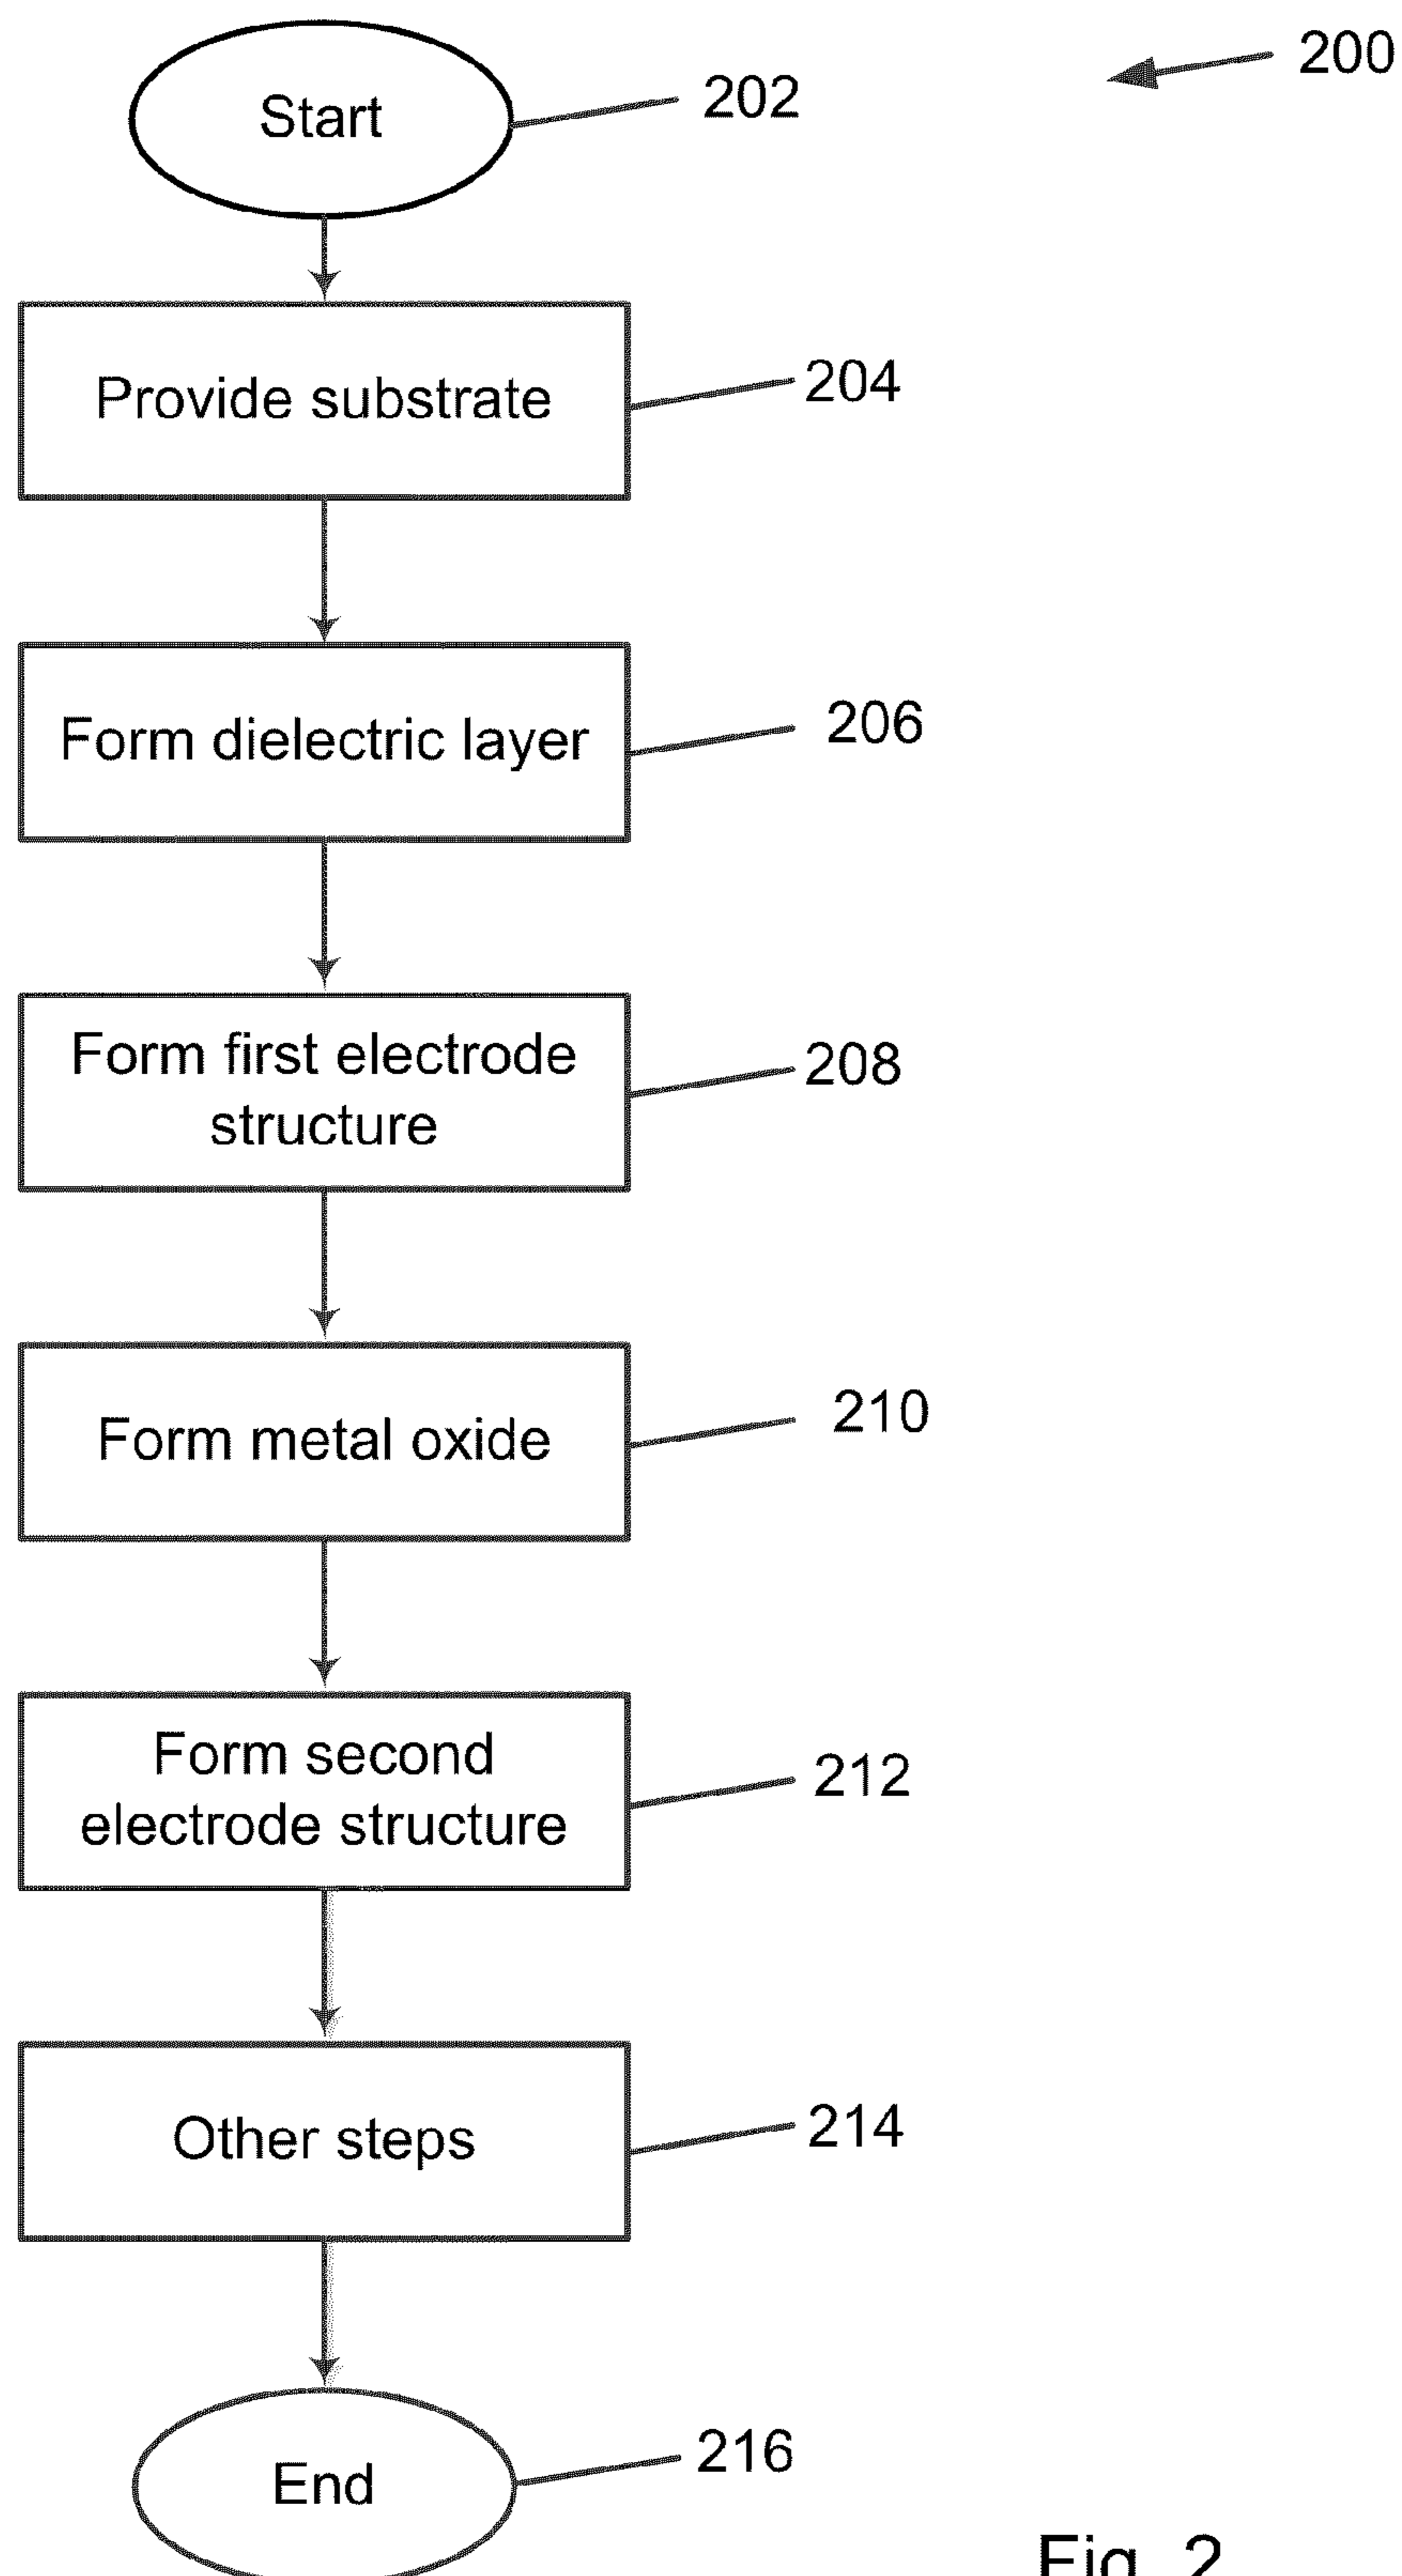 200
Start
202
Provide substrate
204
Form dielectric layer
206
Form first electrode
structure
208
Form metal oxide
210
Form second
electrode structure
212
Other steps
214
End
216
Fig. 2